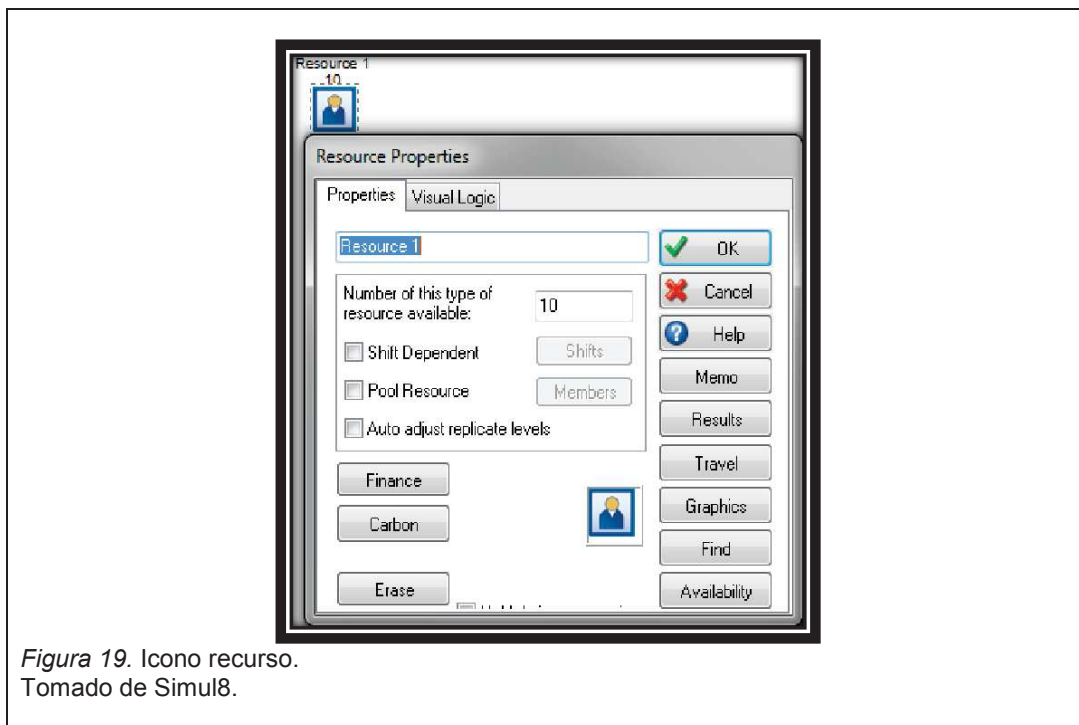 Resource 1
10
Resource Properties
Properties Visual Logic
Resource 1 OK
Number of this type of
resource available: 10 Cancel
Help
Shift Dependent Shifts
Memo
Pool Resource Members
Results
Auto adjust replicate levels
Travel
Finance
Graphics
Carbon
Find
Erase Availability
Figura 19. Icono recurso.
Tomado de Simul8.